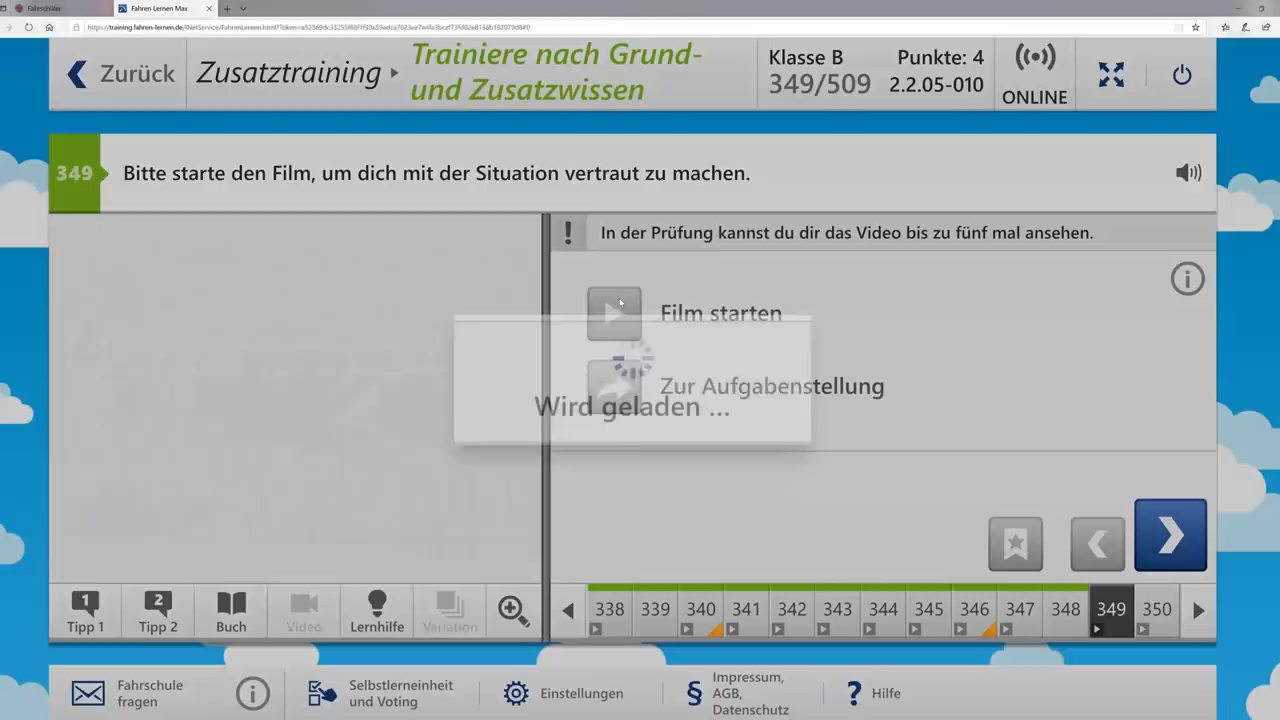 Fahren Lernen Max
Zurück
Zusatztraining
Trainiere nach Grund-
und Zusatzwissen
Klasse B
349/509
Punkte: 4
2.2.05-010
ONLINE
349
Bitte starte den Film, um dich mit der Situation vertraut zu machen.
! In der Prüfung kannst du dir das Video bis zu fünf mal ansehen.
Film starten
Zur Aufgabenstellung
Wird geladen ...
1
Tipp 1
2
Tipp 2
Buch
Video
Lernhilfe
Variation
338 339 340 341 342 343 344 345 346 347 348 349 350
Fahrschule
fragen
Selbstlerneinheit
und Voting
Einstellungen
§
Impressum,
AGB,
Datenschutz
? Hilfe